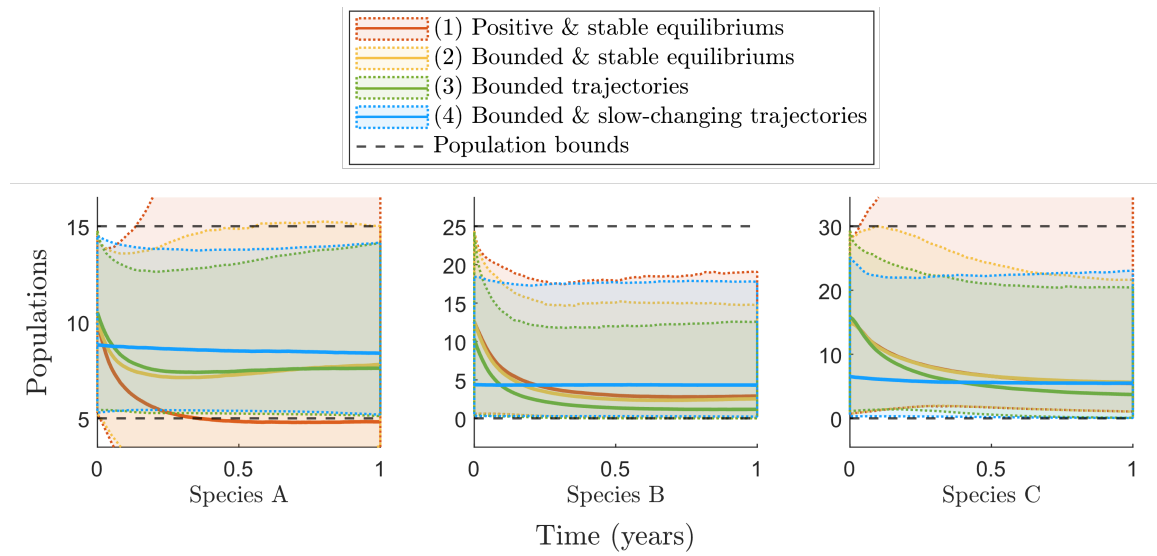 (1) Positive & stable equilibriums
(2) Bounded & stable equilibriums
(3) Bounded trajectories
(4) Bounded & slow-changing trajectories
Population bounds
Populations
15
10
5
0
0.5
1
Species A
25
20
15
10
5
0
0
0.5
1
Species B
30
20
10
0
0
0.5
1
Species C
Time (years)